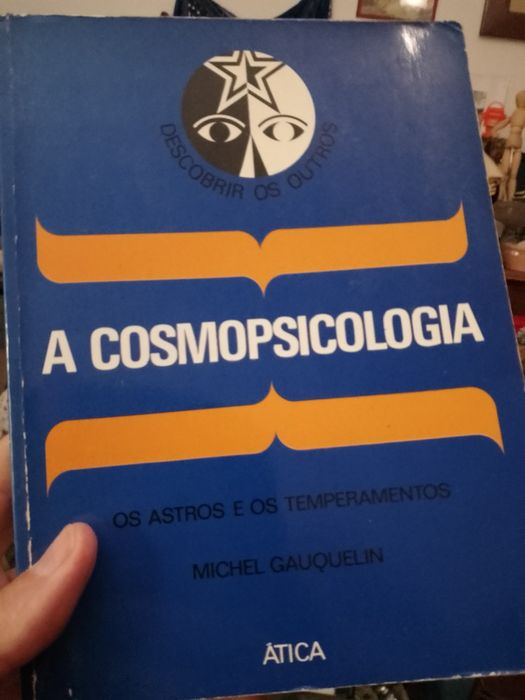 DESCOBRIR OS OUTROS
A COSMOPSICOLOGIA
OS ASTROS E OS TEMPERAMENTOS
MICHEL GAUQUELIN
ÁTICA